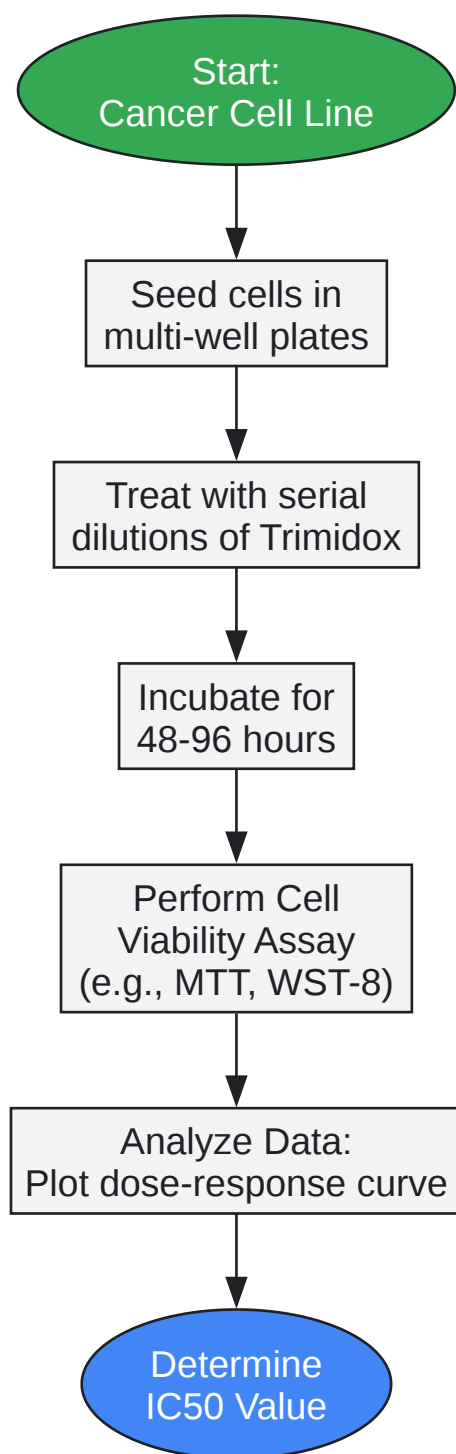 Start:
Cancer Cell Line
Seed cells in
multi-well plates
Treat with serial
dilutions of Trimidox
Incubate for
48-96 hours
Perform Cell
Viability Assay
(e.g., MTT, WST-8)
Analyze Data:
Plot dose-response curve
Determine
IC50 Value